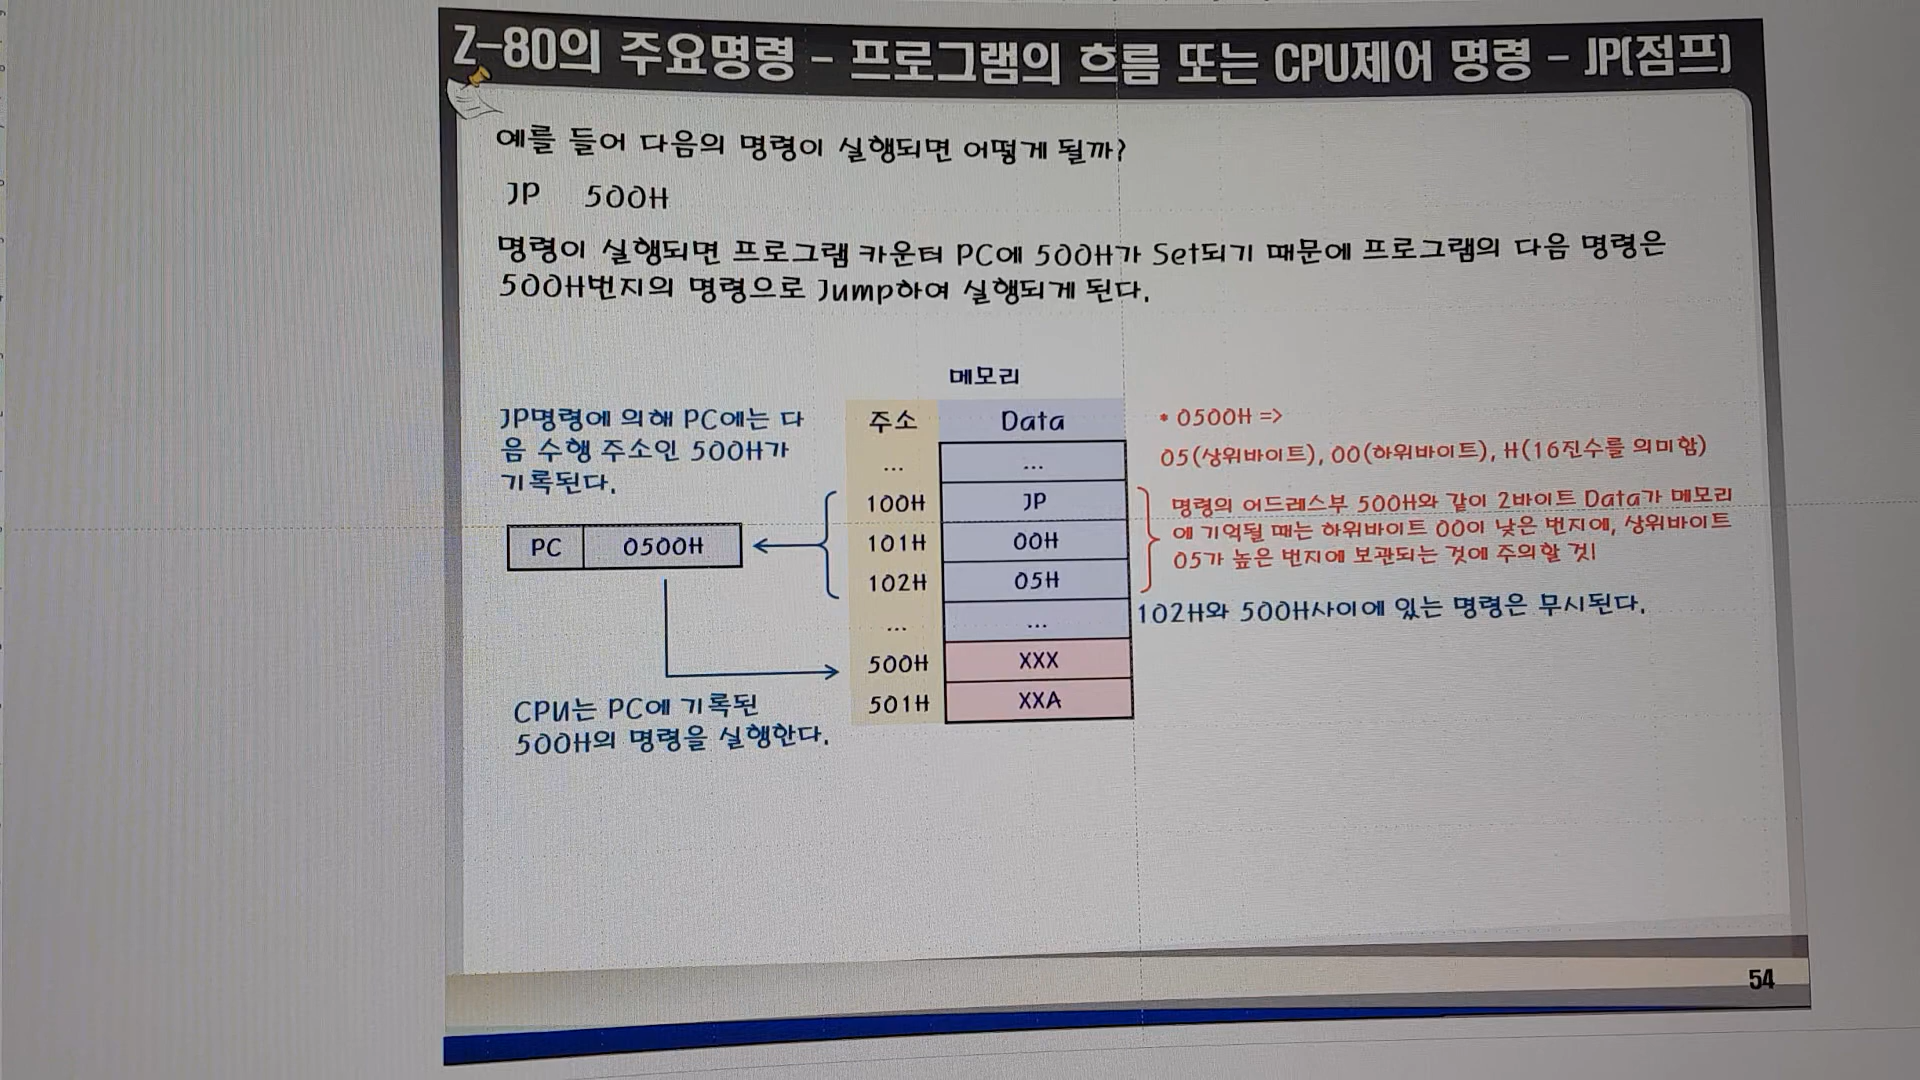 Z-80의 주요명령 - 프로그램의 흐름 또는 CPU제어 명령 - JP(점프)
예를 들어 다음의 명령이 실행되면 어떻게 될까?
JP 500H
명령이 실행되면 프로그램 카운터 PC에 500H가 Set되기 때문에 프로그램의 다음 명령은
500H번지의 명령으로 Jump하여 실행되게 된다.
메모리
JP명령에 의해 PC에는 다
음 수행 주소인 500H가
기록된다.
PC 0500H
CPU는 PC에 기록된
500H의 명령을 실행한다.
주소 Data
... ...
100H JP
101H 00H
102H 05H
... ...
500H XXX
501H XXA
* 0500H =>
05(상위바이트), 00(하위바이트), H(16진수를 의미함)
명령의 어드레스부 500H와 같이 2바이트 Data가 메모리
에 기억될 때는 하위바이트 00이 낮은 번지에, 상위바이트
05가 높은 번지에 보관되는 것에 주의할 것!
102H와 500H사이에 있는 명령은 무시된다.
54